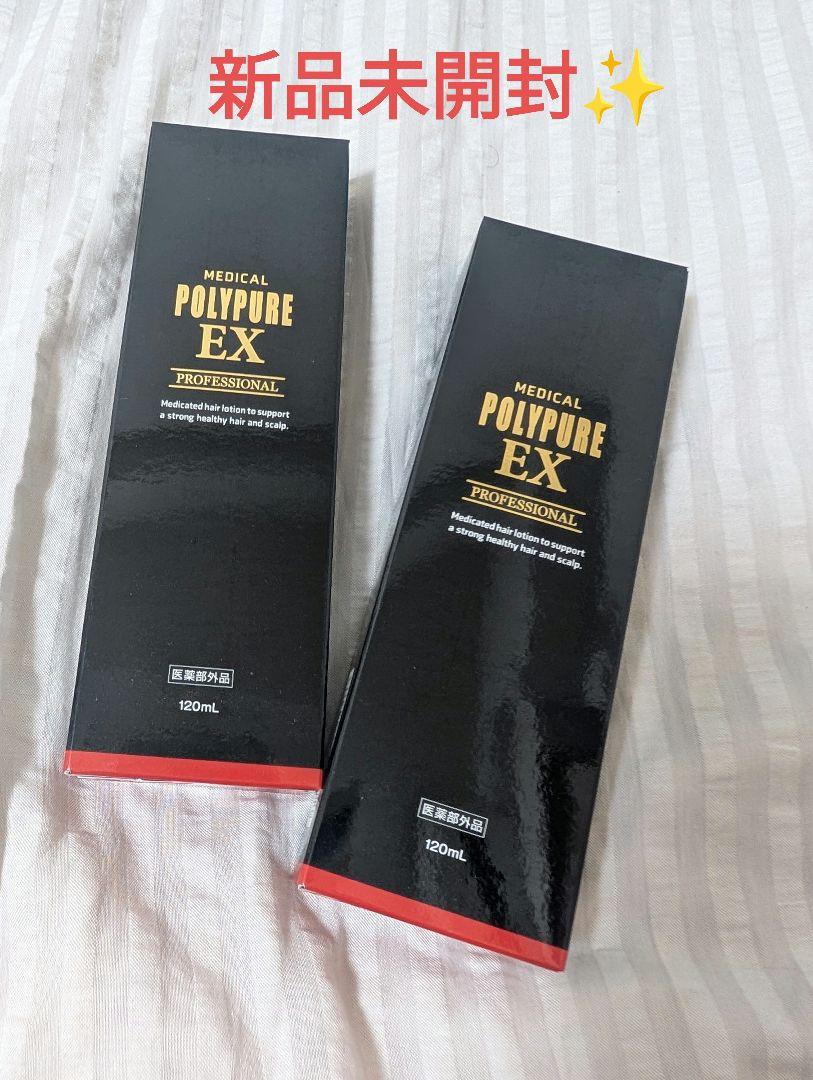 新品未開封✨
MEDICAL
POLYPURE
EX
PROFESSIONAL
Medicated hair lotion to support
a strong healthy hair and scalp.
医薬部外品
120mL
MEDICAL
POLYPURE
EX
PROFESSIONAL
Medicated hair lotion to support
a strong healthy hair and scalp.
医薬部外品
120mL